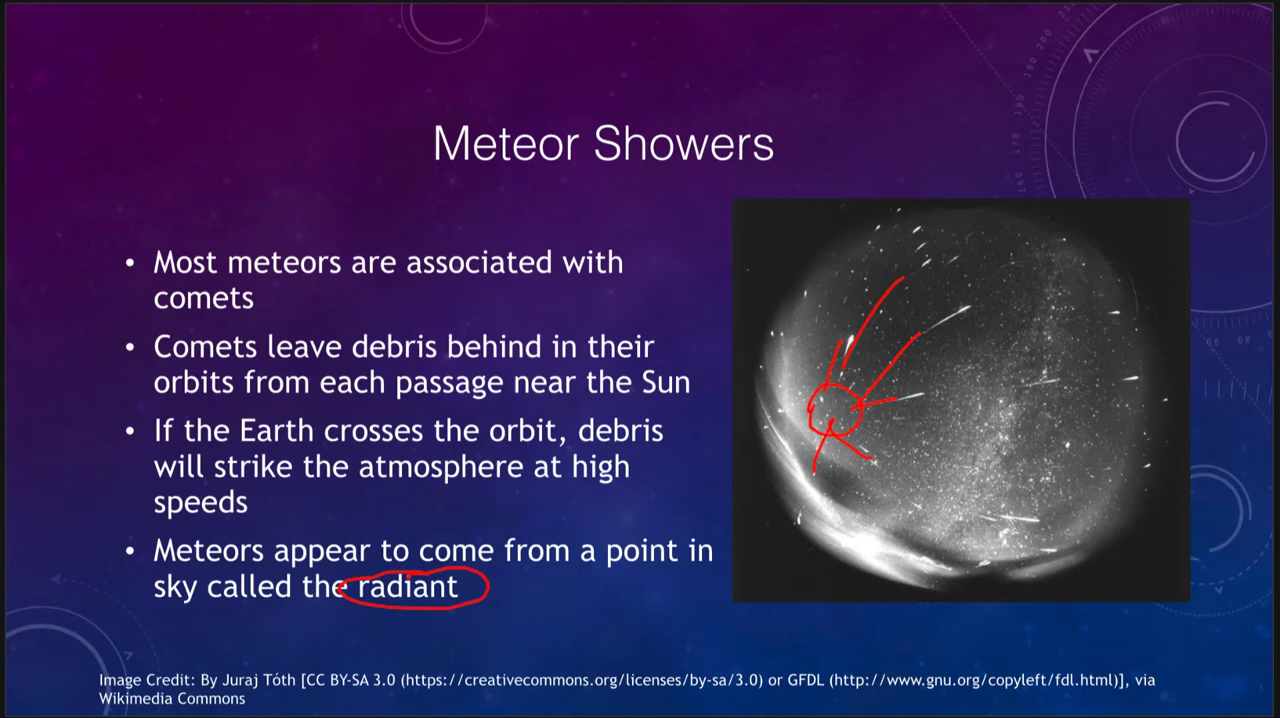 Meteor Showers
• Most meteors are associated with
comets
• Comets leave debris behind in their
orbits from each passage near the Sun
• If the Earth crosses the orbit, debris
will strike the atmosphere at high
speeds
• Meteors appear to come from a point in
sky called the radiant
Image Credit: By Juraj Tóth [CC BY-SA 3.0 (https://creativecommons.org/licenses/by-sa/3.0) or GFDL (http://www.gnu.org/copyleft/fdl.html)], via
Wikimedia Commons